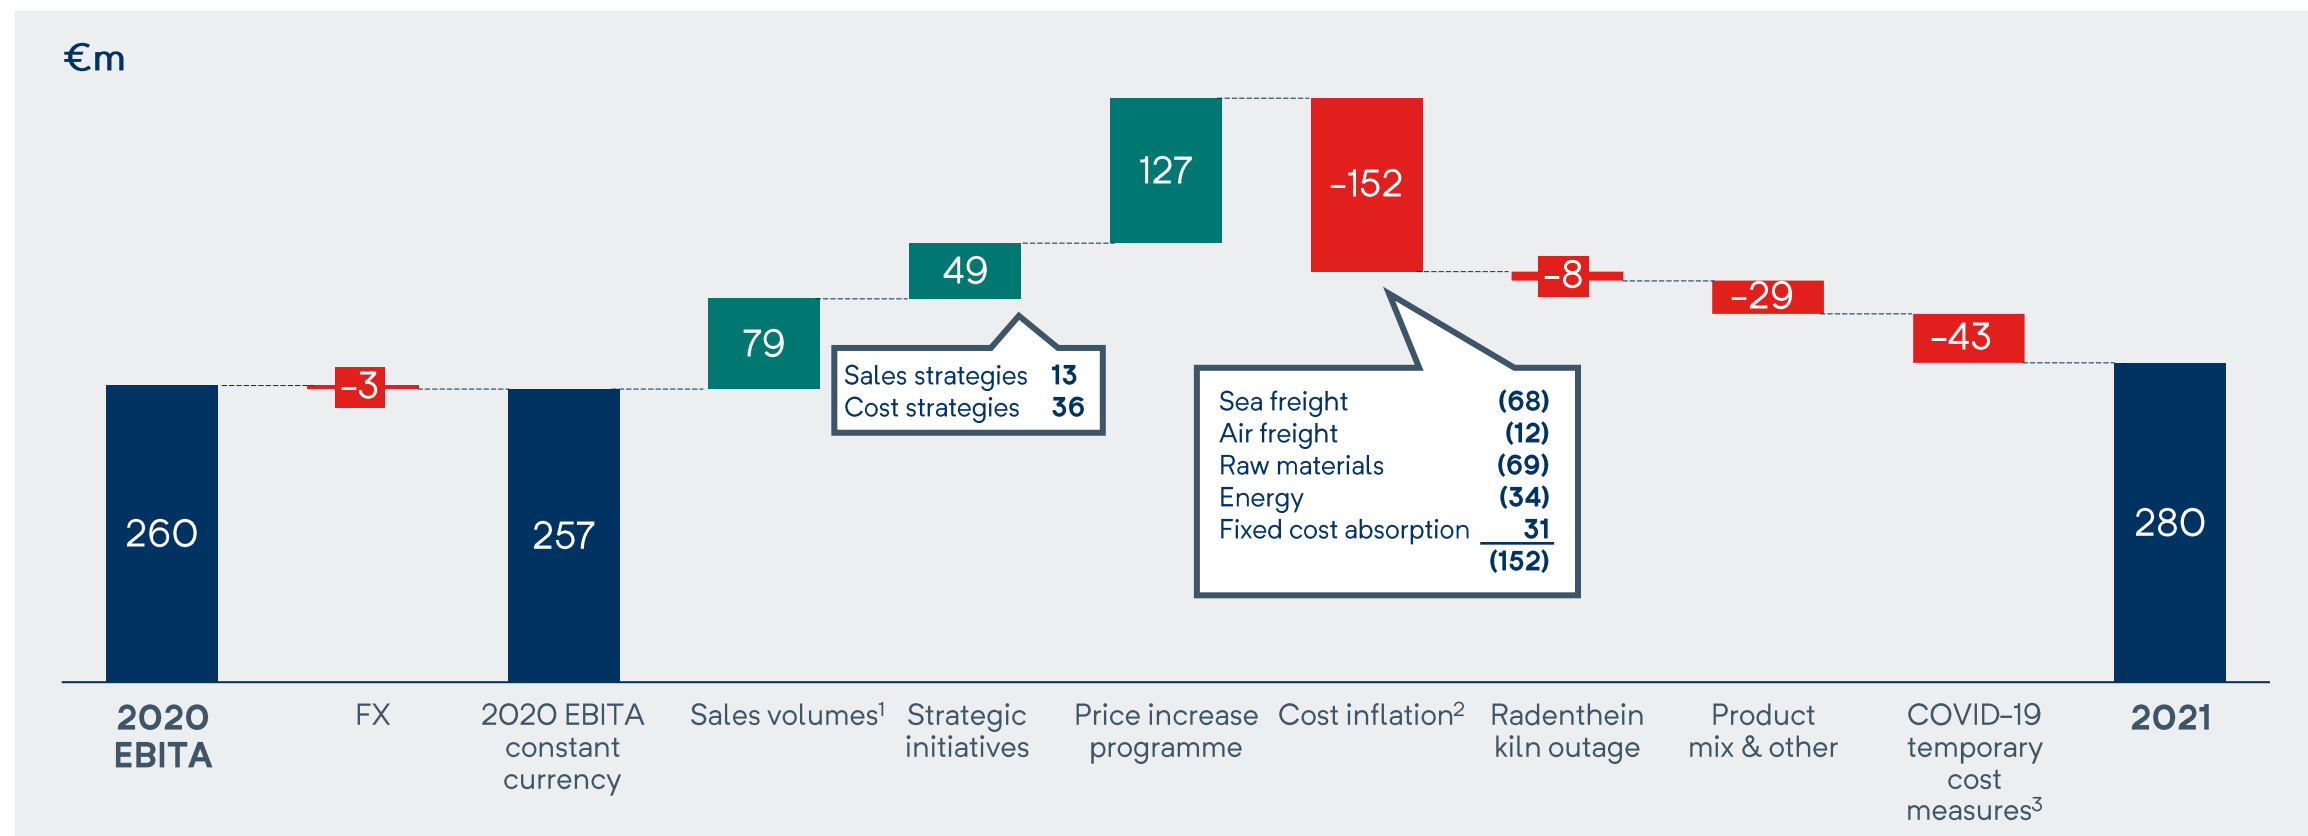 €m
260
-3
257
79
49
127
-152
-8
-29
-43
280
Sales strategies 13
Cost strategies 36
Sea freight (68)
Air freight (12)
Raw materials (69)
Energy (34)
Fixed cost absorption 31
(152)
2020
EBITA
FX
2020 EBITA
constant
currency
Sales volumes¹
Strategic
initiatives
Price increase
programme
Cost inflation²
Radenthein
kiln outage
Product
mix & other
COVID-19
temporary
cost
measures³
2021